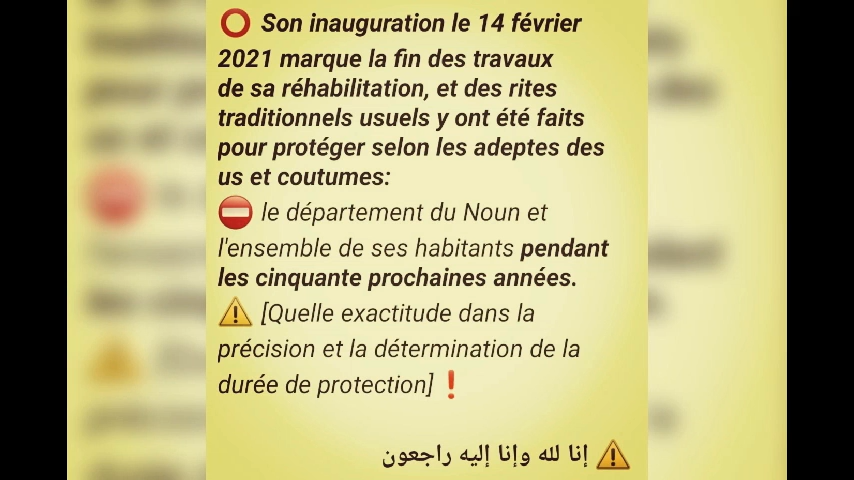 ⭕ Son inauguration le 14 février
2021 marque la fin des travaux
de sa réhabilitation, et des rites
traditionnels usuels y ont été faits
pour protéger selon les adeptes des
us et coutumes:
⛔ le département du Noun et
l'ensemble de ses habitants pendant
les cinquante prochaines années.
⚠️ [Quelle exactitude dans la
précision et la détermination de la
durée de protection] ❗
⚠️ إنا لله وإنا إليه راجعون